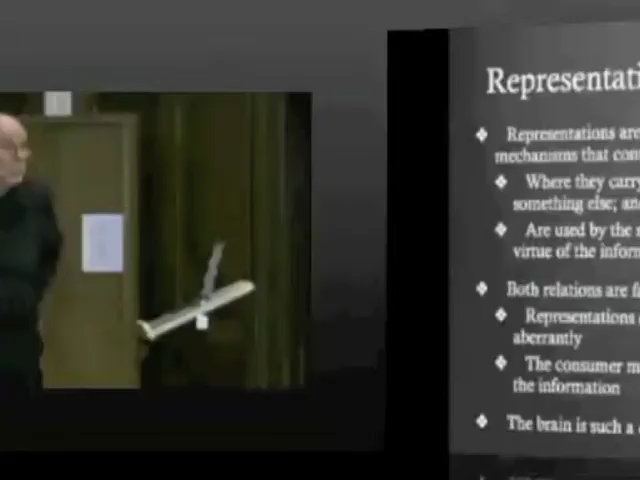 Representati
Representations are
mechanisms that con
Where they carry
something else; an
Are used by the
virtue of the inform
Both relations are
Representations
aberrantly
The consumer m
the information
The brain is such a